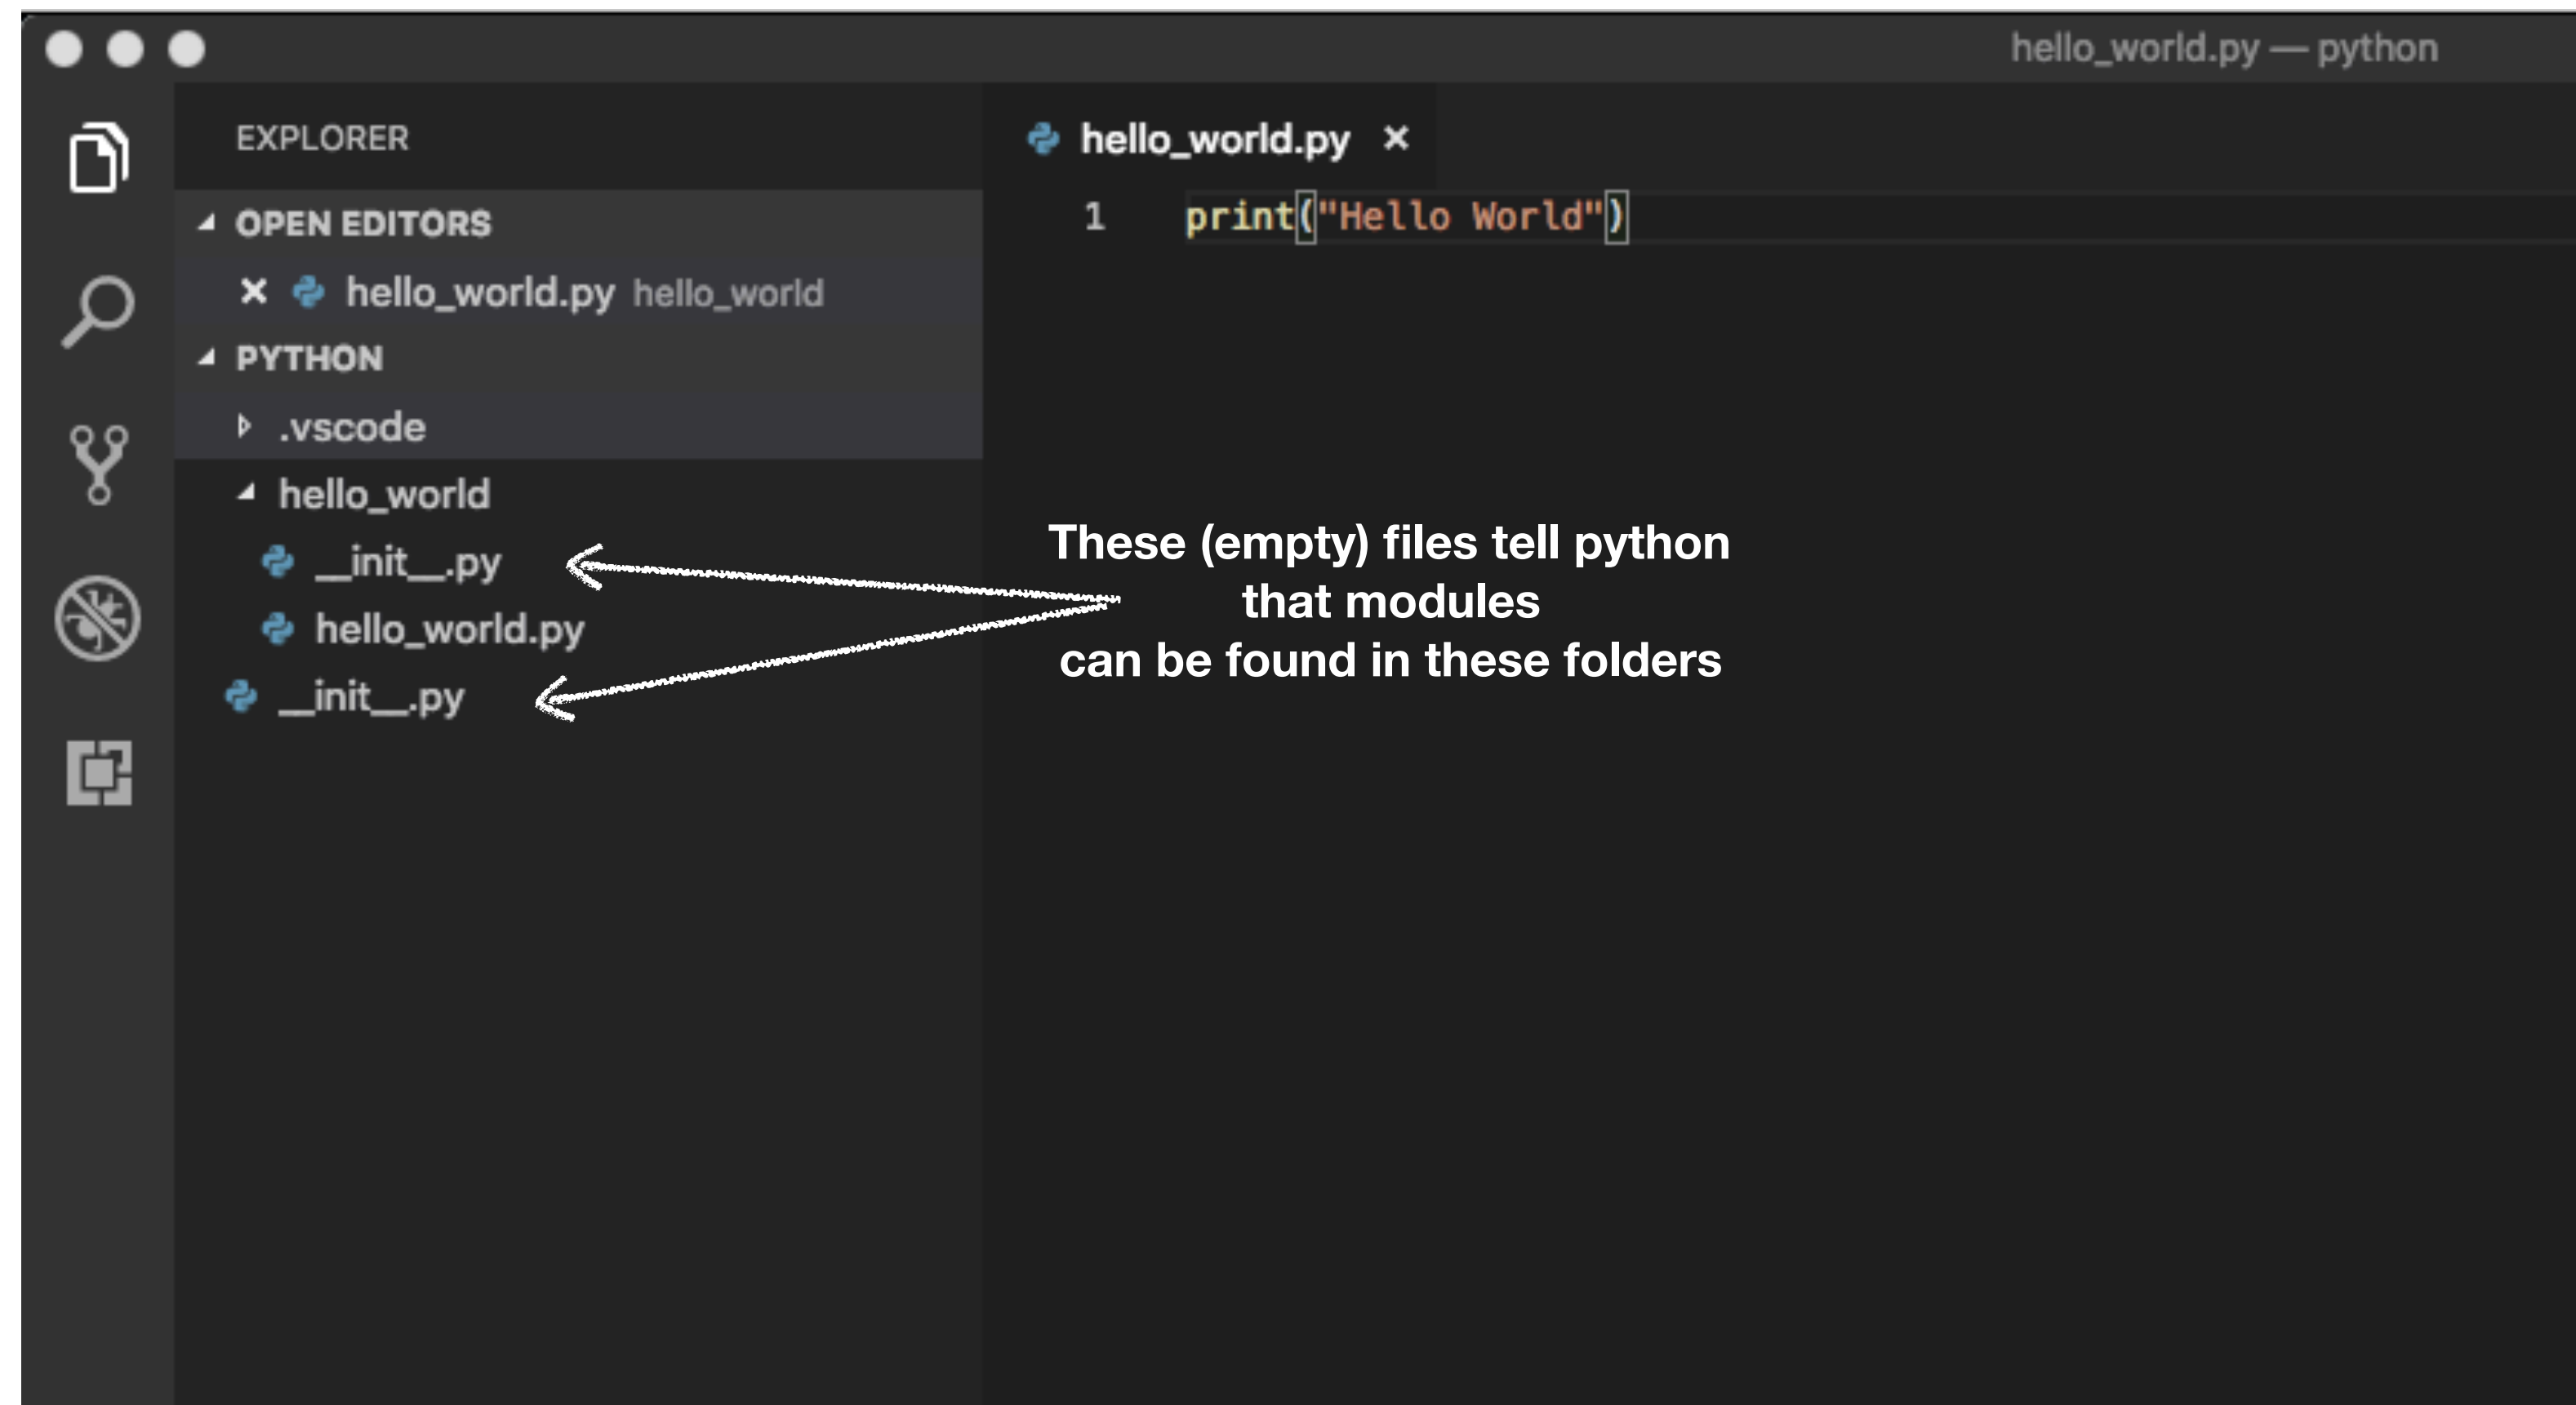 hello_world.py — python
EXPLORER
OPEN EDITORS
hello_world.py hello_world
PYTHON
.vscode
hello_world
__init__.py
hello_world.py
__init__.py
hello_world.py
1 print("Hello World")
These (empty) files tell python
that modules
can be found in these folders